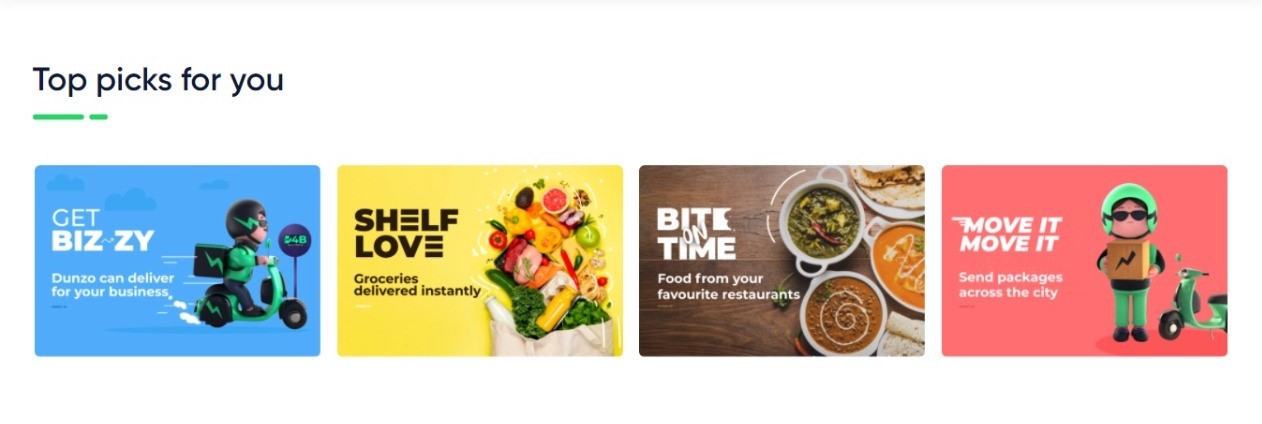 Top picks for you
GET
BIZ~ZY
Dunzo can deliver
for your business
D4B
SHELF
LOVE
Groceries
delivered instantly
BITE
ON
TIME
Food from your
favourite restaurants
MOVE IT
MOVE IT
Send packages
across the city